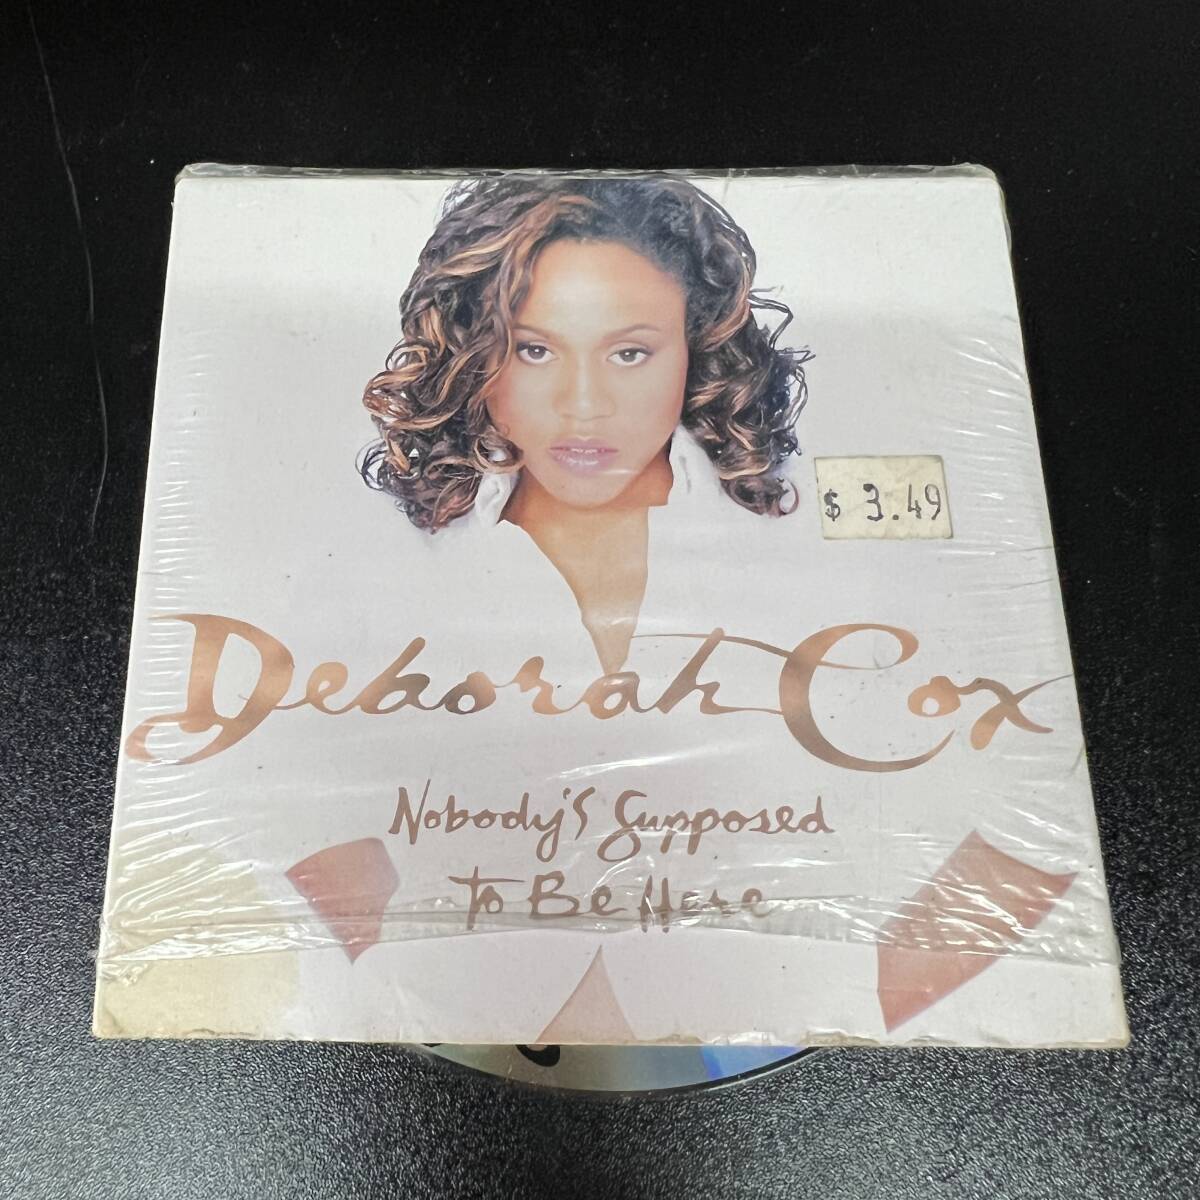 $ 3.49
Deborah Cox
Nobody's Supposed
To Be Here